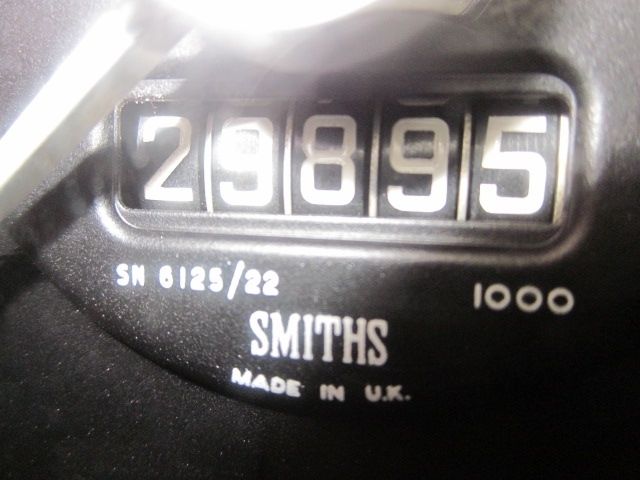 29895
SN 6125/22
1000
SMITHS
MADE IN U.K.